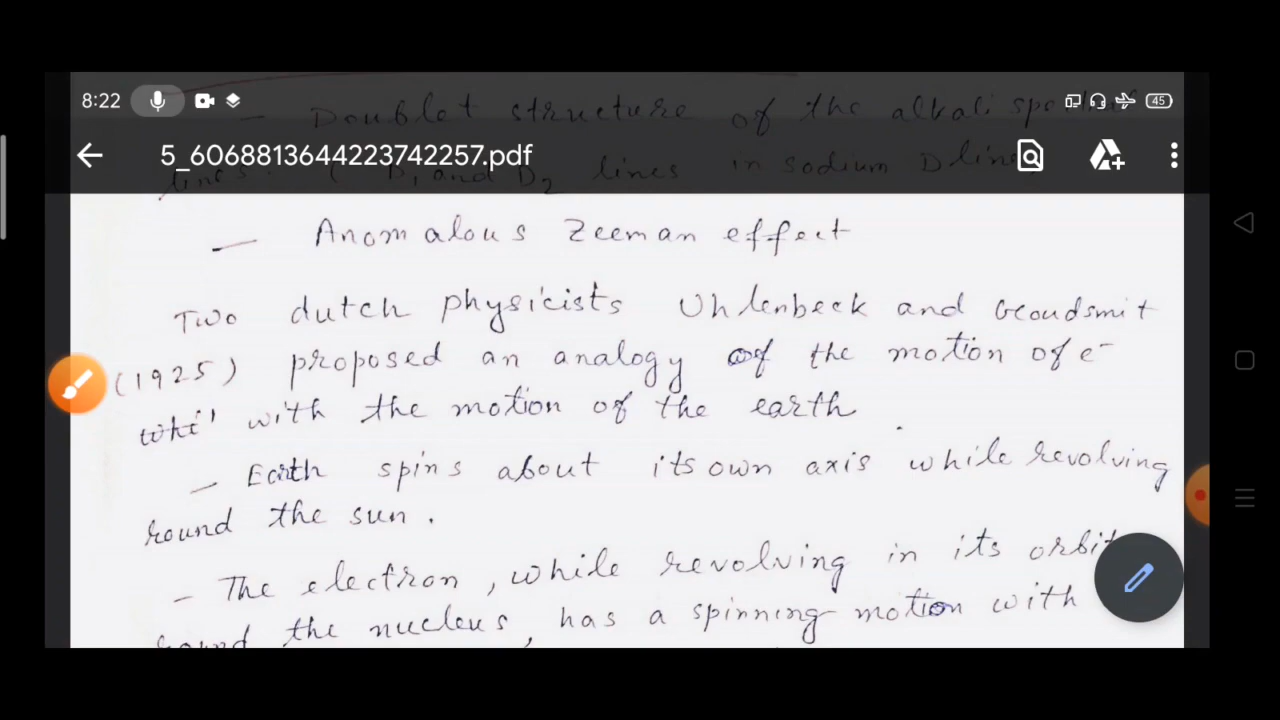 8:22
45
- Doublet structure of the alkali
5_6068813644223742257.pdf
lines. ( D1 and D2 lines in sodium D line
— Anomalous Zeeman effect
Two dutch physicists Uhlenbeck and Goudsmit
(1925) proposed an analogy of the motion of e-
with the motion of the earth
- Earth spins about its own axis while revolving
round the sun.
- The electron, while revolving in its orbit
round the nucleus, has a spinning motion with